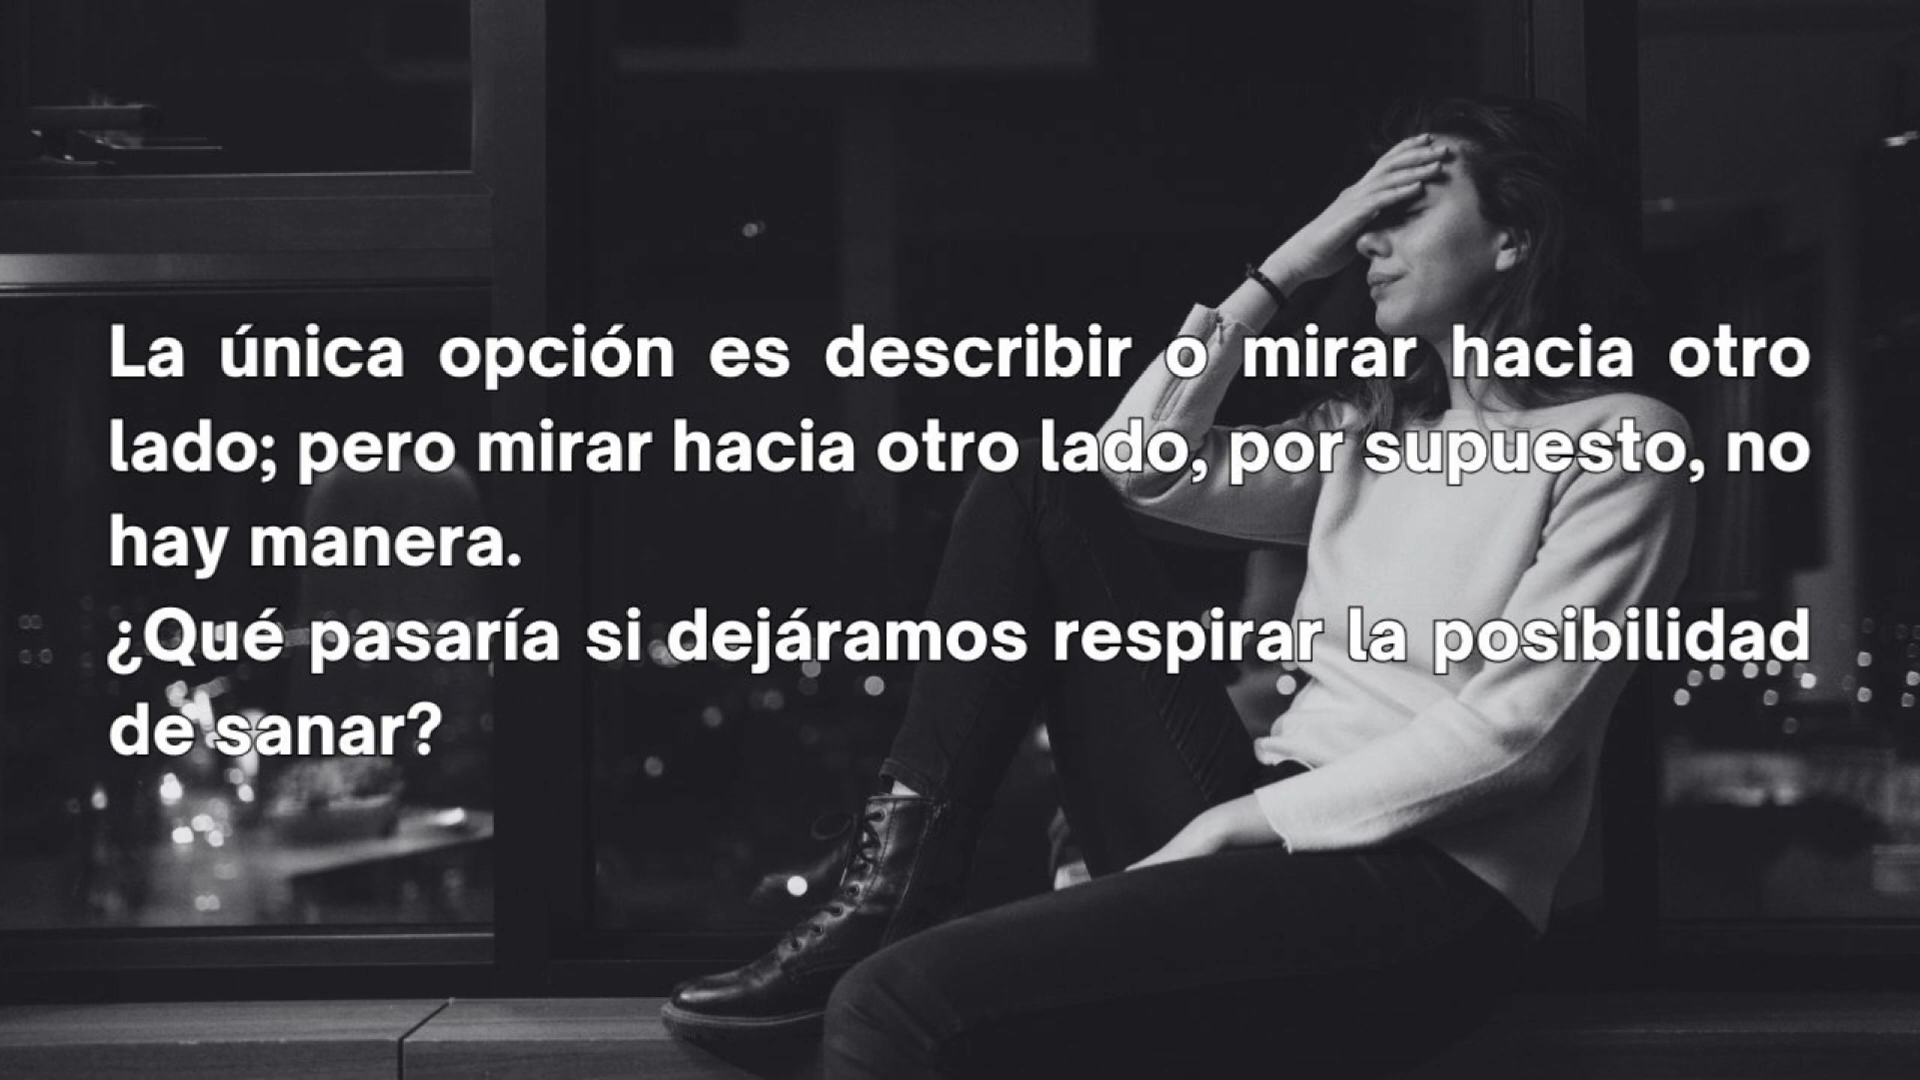 La única opción es describir o mirar hacia otro
lado; pero mirar hacia otro lado, por supuesto, no
hay manera.
¿Qué pasaría si dejáramos respirar la posibilidad
de sanar?